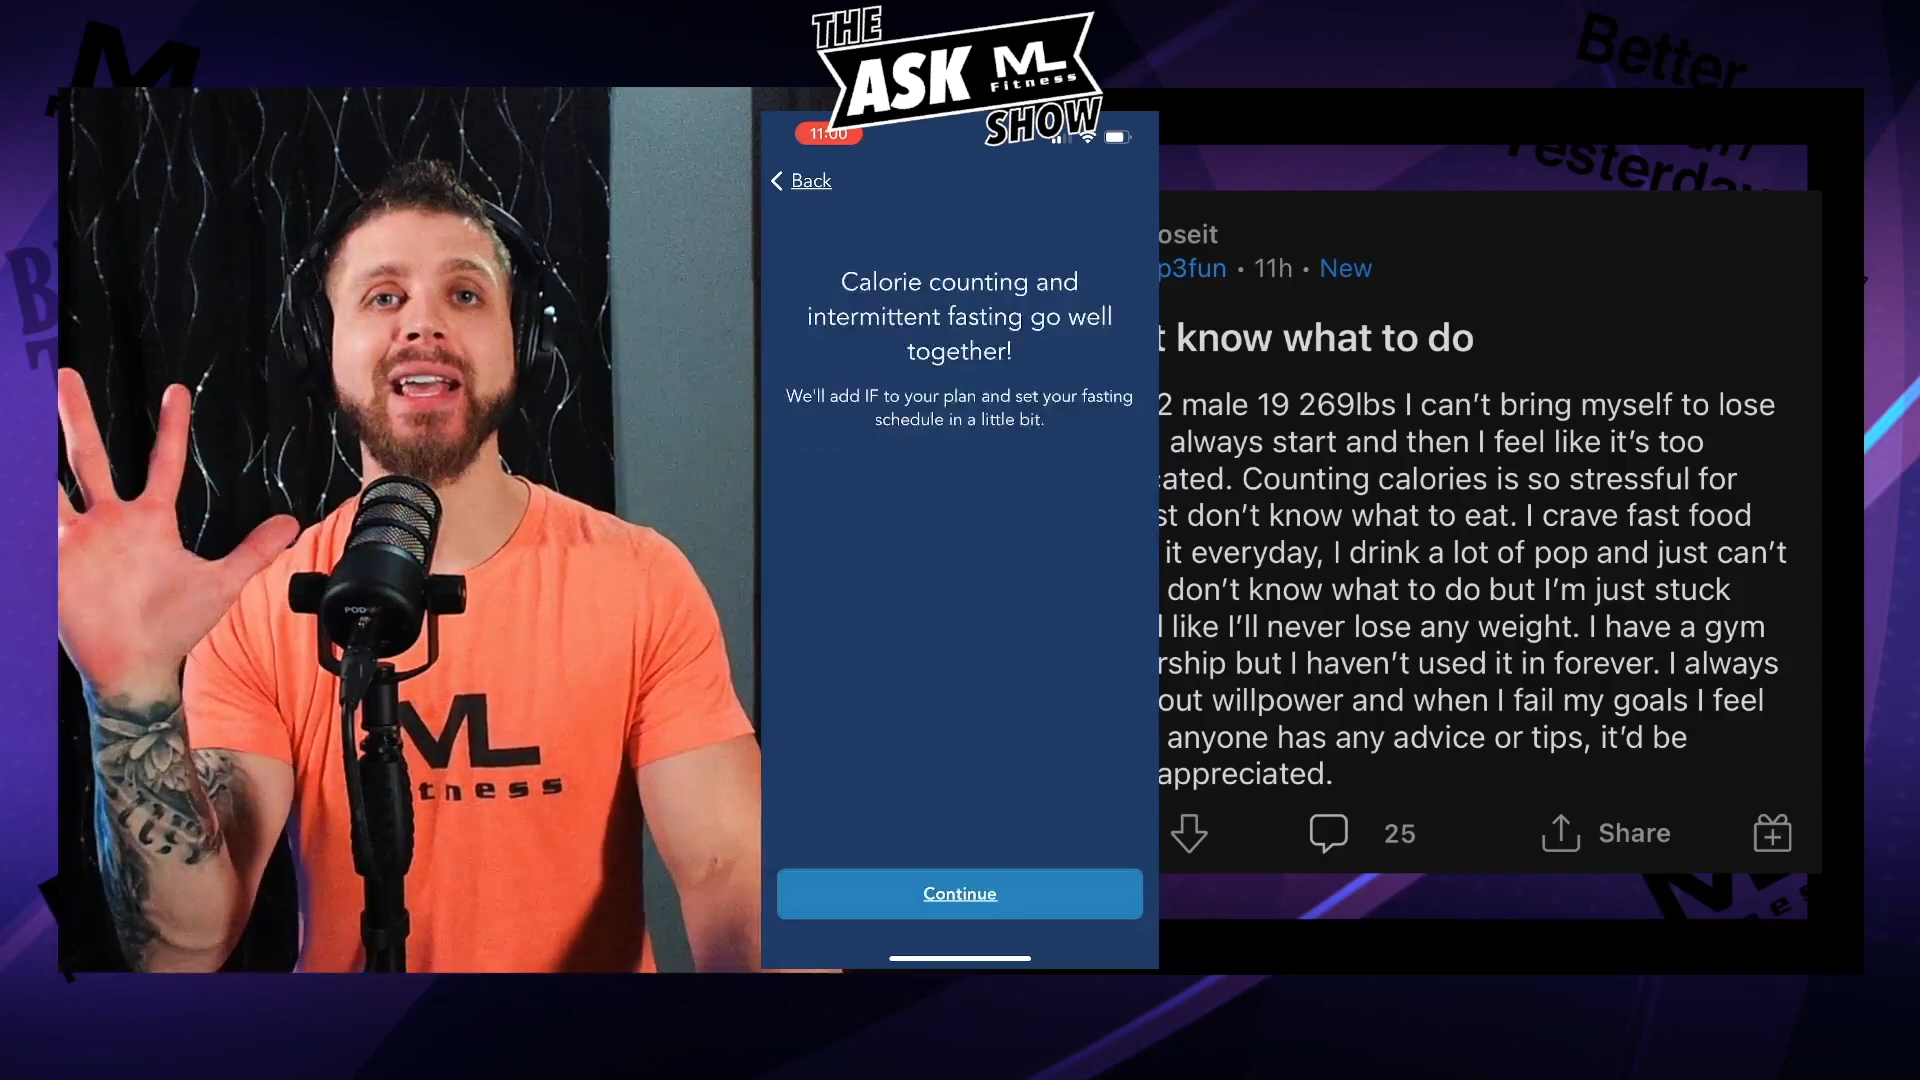 THE
ASK ML
Fitness
SHOW
Better
Yesterday
11:00
Back
Calorie counting and
intermittent fasting go well
together!
We'll add IF to your plan and set your fasting
schedule in a little bit.
Continue
oseit
p3fun • 11h • New
t know what to do
2 male 19 269lbs I can't bring myself to lose
always start and then I feel like it's too
cated. Counting calories is so stressful for
st don't know what to eat. I crave fast food
it everyday, I drink a lot of pop and just can't
don't know what to do but I'm just stuck
l like I'll never lose any weight. I have a gym
rship but I haven't used it in forever. I always
out willpower and when I fail my goals I feel
anyone has any advice or tips, it'd be
appreciated.
25 Share
ML
tness